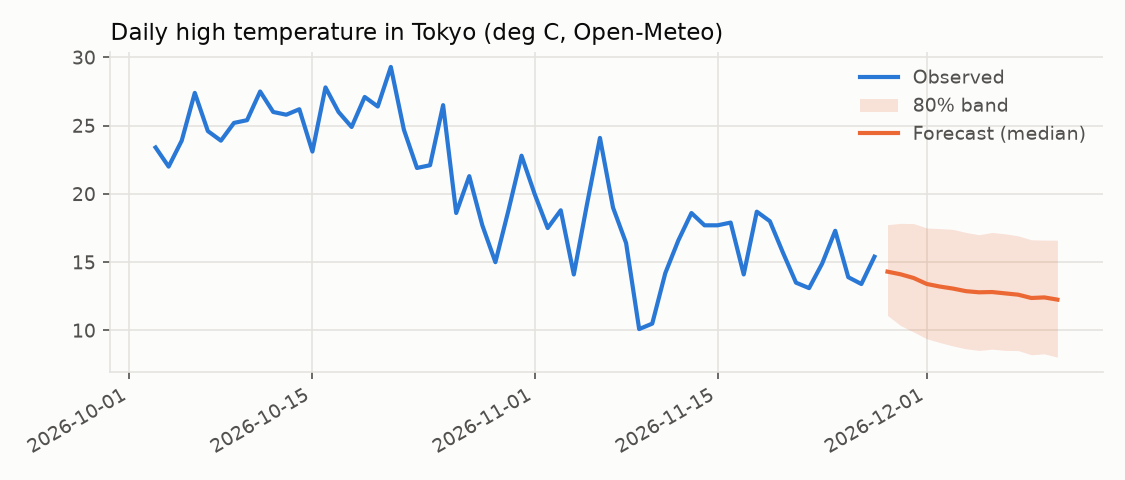 Daily high temperature in Tokyo (deg C, Open-Meteo)
30
25
20
15
10
Observed
80% band
Forecast (median)
2026-10-01
2026-10-15
2026-11-01
2026-11-15
2026-12-01